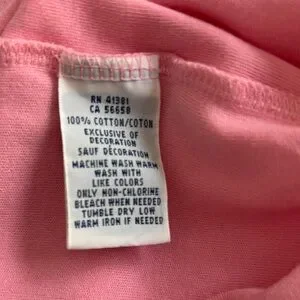 RN 41381
CA 56658
100% COTTON/COTON
EXCLUSIVE OF
DECORATION
SAUF DÉCORATION
MACHINE WASH WARM
WASH WITH
LIKE COLORS
ONLY NON-CHLORINE
BLEACH WHEN NEEDED
TUMBLE DRY LOW
WARM IRON IF NEEDED